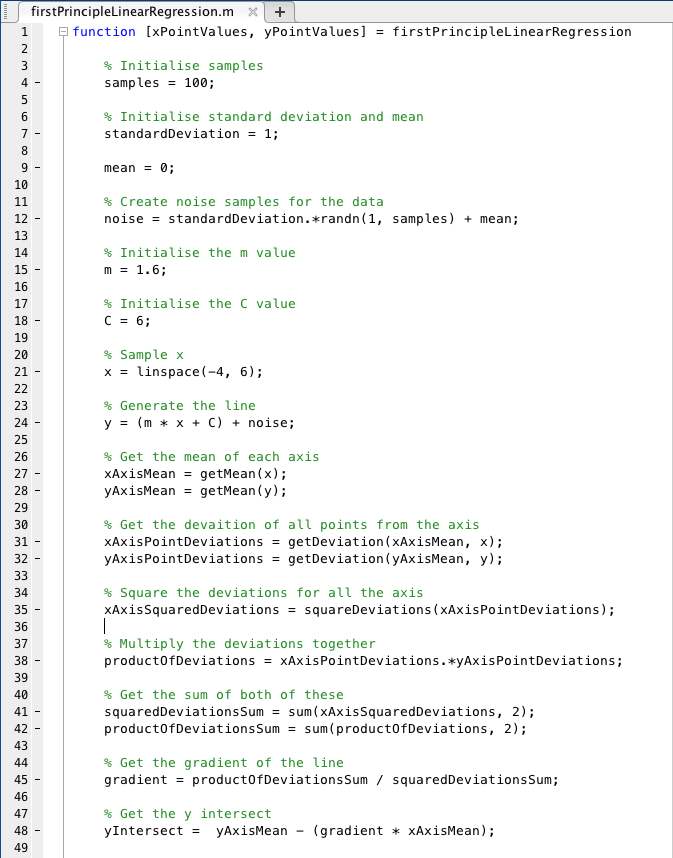 firstPrincipleLinearRegression.m × +
1 function [xPointValues, yPointValues] = firstPrincipleLinearRegression
2
3 % Initialise samples
4 - samples = 100;
5
6 % Initialise standard deviation and mean
7 - standardDeviation = 1;
8
9 - mean = 0;
10
11 % Create noise samples for the data
12 - noise = standardDeviation.*randn(1, samples) + mean;
13
14 % Initialise the m value
15 - m = 1.6;
16
17 % Initialise the C value
18 - C = 6;
19
20 % Sample x
21 - x = linspace(-4, 6);
22
23 % Generate the line
24 - y = (m * x + C) + noise;
25
26 % Get the mean of each axis
27 - xAxisMean = getMean(x);
28 - yAxisMean = getMean(y);
29
30 % Get the devaition of all points from the axis
31 - xAxisPointDeviations = getDeviation(xAxisMean, x);
32 - yAxisPointDeviations = getDeviation(yAxisMean, y);
33
34 % Square the deviations for all the axis
35 - xAxisSquaredDeviations = squareDeviations(xAxisPointDeviations);
36
37 % Multiply the deviations together
38 - productOfDeviations = xAxisPointDeviations.*yAxisPointDeviations;
39
40 % Get the sum of both of these
41 - squaredDeviationsSum = sum(xAxisSquaredDeviations, 2);
42 - productOfDeviationsSum = sum(productOfDeviations, 2);
43
44 % Get the gradient of the line
45 - gradient = productOfDeviationsSum / squaredDeviationsSum;
46
47 % Get the y intersect
48 - yIntersect =  yAxisMean - (gradient * xAxisMean);
49